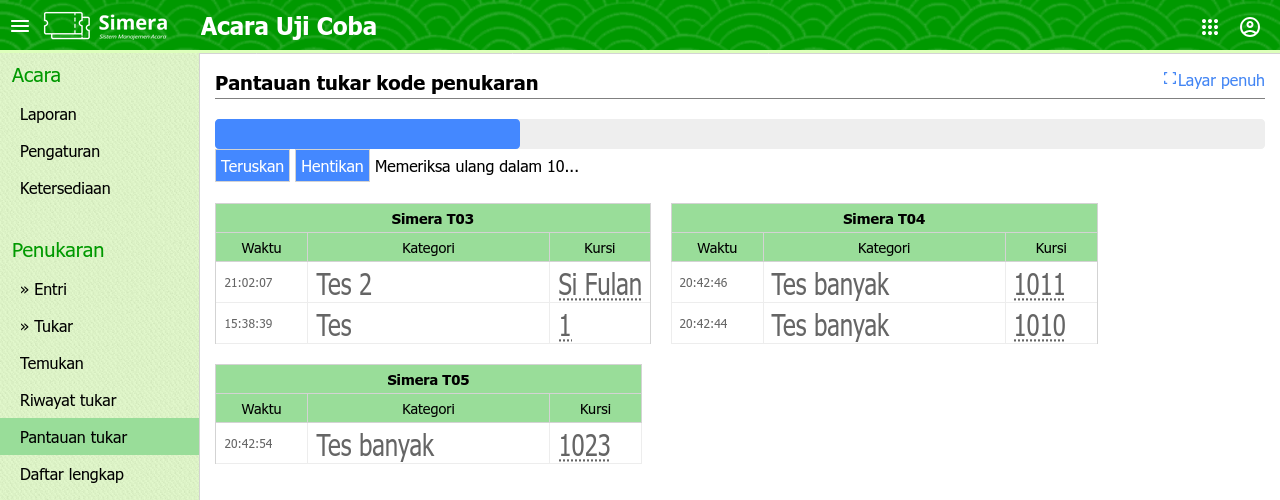 Simera
Sistem Manajemen Acara
Acara Uji Coba
Acara
Laporan
Pengaturan
Ketersediaan
Penukaran
» Entri
» Tukar
Temukan
Riwayat tukar
Pantauan tukar
Daftar lengkap
Pantauan tukar kode penukaran
Layar penuh
Teruskan Hentikan Memeriksa ulang dalam 10...
Simera T03
Waktu Kategori Kursi
21:02:07 Tes 2 Si Fulan
15:38:39 Tes 1
Simera T04
Waktu Kategori Kursi
20:42:46 Tes banyak 1011
20:42:44 Tes banyak 1010
Simera T05
Waktu Kategori Kursi
20:42:54 Tes banyak 1023